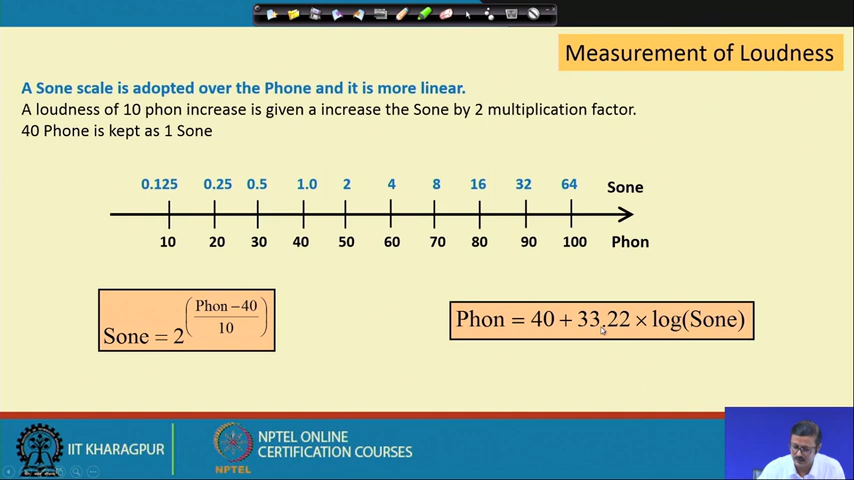 Measurement of Loudness
A Sone scale is adopted over the Phone and it is more linear.
A loudness of 10 phon increase is given a increase the Sone by 2 multiplication factor.
40 Phone is kept as 1 Sone
0.125 0.25 0.5 1.0 2 4 8 16 32 64 Sone
10 20 30 40 50 60 70 80 90 100 Phon
Sone = 2^((Phon − 40)/10)
Phon = 40 + 33.22 × log(Sone)
IIT KHARAGPUR
NPTEL
NPTEL ONLINE
CERTIFICATION COURSES